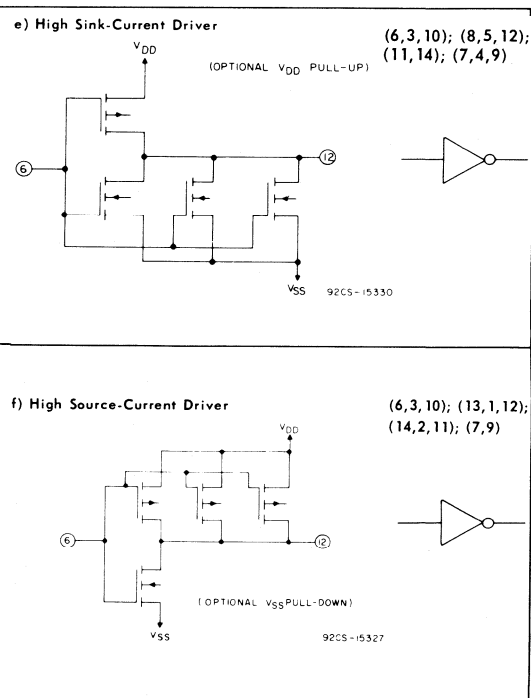 e) High Sink-Current Driver
(6,3,10); (8,5,12);
(11,14); (7,4,9)
VDD
(OPTIONAL VDD PULL-UP)
6
12
VSS
92CS-15330
f) High Source-Current Driver
(6,3,10); (13,1,12);
(14,2,11); (7,9)
VDD
6
12
(OPTIONAL VSS PULL-DOWN)
VSS
92CS-15327